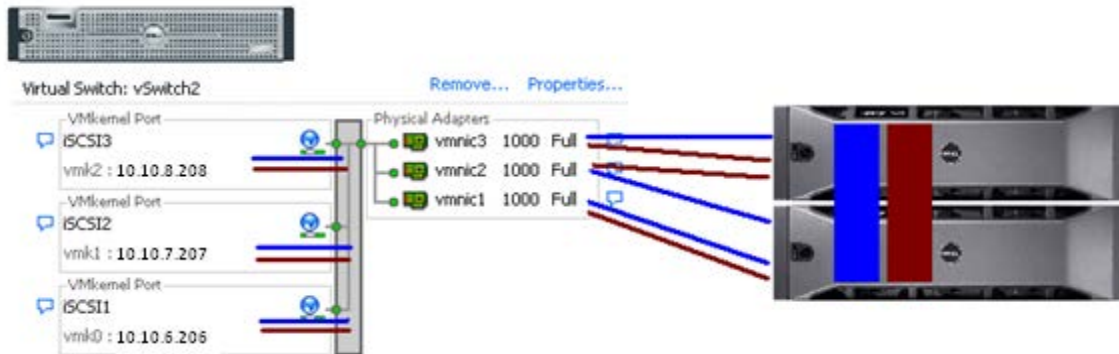 Virtual Switch: vSwitch2
Remove... Properties...
VMkernel Port
iSCSI3
vmk2 : 10.10.8.208
VMkernel Port
iSCSI2
vmk1 : 10.10.7.207
VMkernel Port
iSCSI1
vmk0 : 10.10.6.206
Physical Adapters
vmnic3 1000 Full
vmnic2 1000 Full
vmnic1 1000 Full